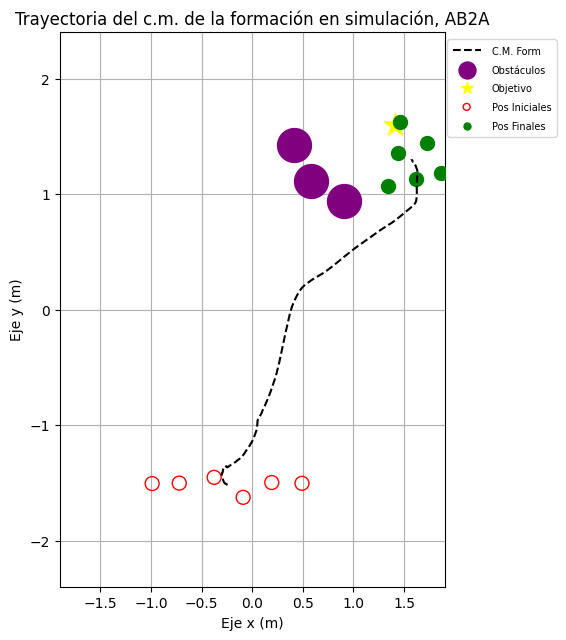 Trayectoria del c.m. de la formación en simulación, AB2A
C.M. Form
Obstáculos
Objetivo
Pos Iniciales
Pos Finales
Eje y (m)
2
1
0
−1
−2
−1.5 −1.0 −0.5 0.0 0.5 1.0 1.5
Eje x (m)